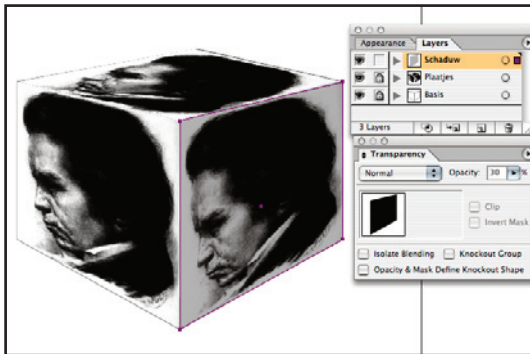 Appearance Layers
Schaduw
Plaatjes
Basis
3 Layers
Transparency
Normal Opacity: 30 %
Clip
Invert Mask
Isolate Blending Knockout Group
Opacity & Mask Define Knockout Shape